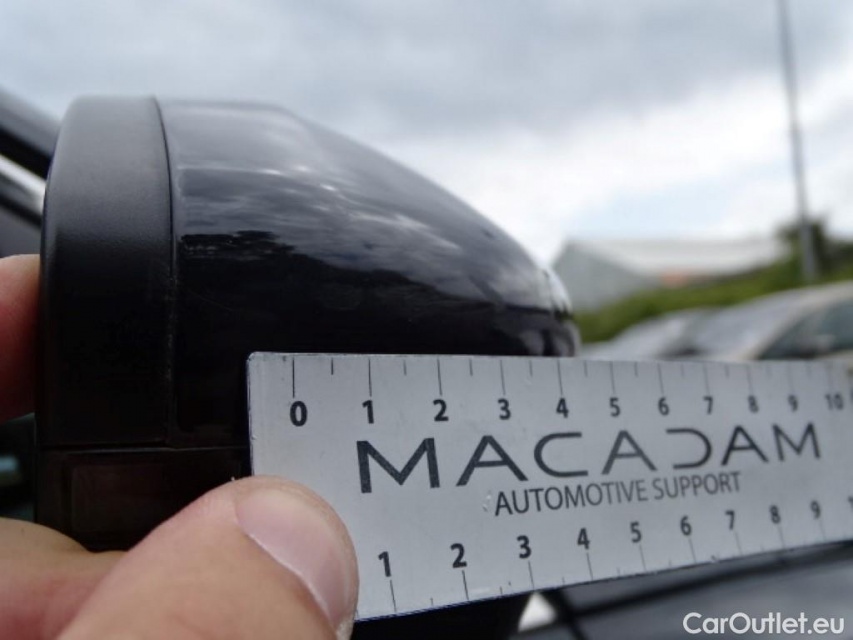 0 1 2 3 4 5 6 7 8 9 10
MACADAM
AUTOMOTIVE SUPPORT
1 2 3 4 5 6 7 8 9
CarOutlet.eu